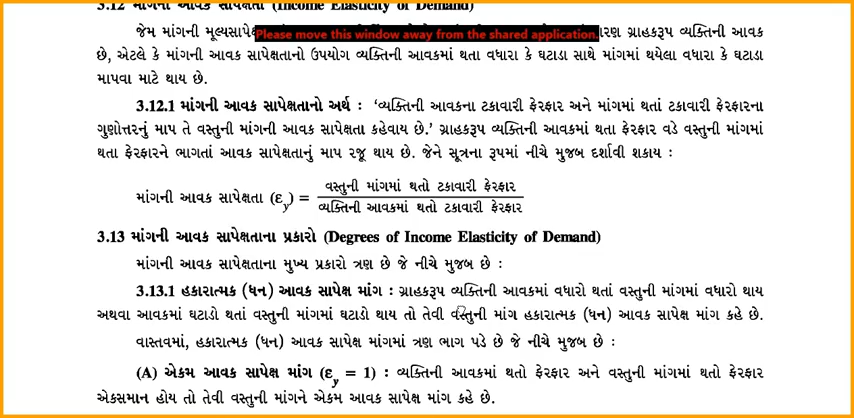 3.12 માંગની આવક સાપેક્ષતા (Income Elasticity of Demand)
જેમ માંગની મૂલ્યસાપેક્ષ Please move this window away from the shared application. ારણ ગ્રાહકરૂપ વ્યક્તિની આવક
છે, એટલે કે માંગની આવક સાપેક્ષતાનો ઉપયોગ વ્યક્તિની આવકમાં થતા વધારા કે ઘટાડા સાથે માંગમાં થયેલા વધારા કે ઘટાડા
માપવા માટે થાય છે.
3.12.1 માંગની આવક સાપેક્ષતાનો અર્થ : ‘વ્યક્તિની આવકના ટકાવારી ફેરફાર અને માંગમાં થતાં ટકાવારી ફેરફારના
ગુણોત્તરનું માપ તે વસ્તુની માંગની આવક સાપેક્ષતા કહેવાય છે.’ ગ્રાહકરૂપ વ્યક્તિની આવકમાં થતા ફેરફાર વડે વસ્તુની માંગમાં
થતા ફેરફારને ભાગતાં આવક સાપેક્ષતાનું માપ રજૂ થાય છે. જેને સૂત્રના રૂપમાં નીચે મુજબ દર્શાવી શકાય :
વસ્તુની માંગમાં થતો ટકાવારી ફેરફાર
માંગની આવક સાપેક્ષતા (εy) =
વ્યક્તિની આવકમાં થતો ટકાવારી ફેરફાર
3.13 માંગની આવક સાપેક્ષતાના પ્રકારો (Degrees of Income Elasticity of Demand)
માંગની આવક સાપેક્ષતાના મુખ્ય પ્રકારો ત્રણ છે જે નીચે મુજબ છે :
3.13.1 હકારાત્મક (ધન) આવક સાપેક્ષ માંગ : ગ્રાહકરૂપ વ્યક્તિની આવકમાં વધારો થતાં વસ્તુની માંગમાં વધારો થાય
અથવા આવકમાં ઘટાડો થતાં વસ્તુની માંગમાં ઘટાડો થાય તો તેવી વસ્તુની માંગ હકારાત્મક (ધન) આવક સાપેક્ષ માંગ કહે છે.
વાસ્તવમાં, હકારાત્મક (ધન) આવક સાપેક્ષ માંગમાં ત્રણ ભાગ પડે છે જે નીચે મુજબ છે :
(A) એકમ આવક સાપેક્ષ માંગ (εy = 1) : વ્યક્તિની આવકમાં થતો ફેરફાર અને વસ્તુની માંગમાં થતો ફેરફાર
એકસમાન હોય તો તેવી વસ્તુની માંગને એકમ આવક સાપેક્ષ માંગ કહે છે.